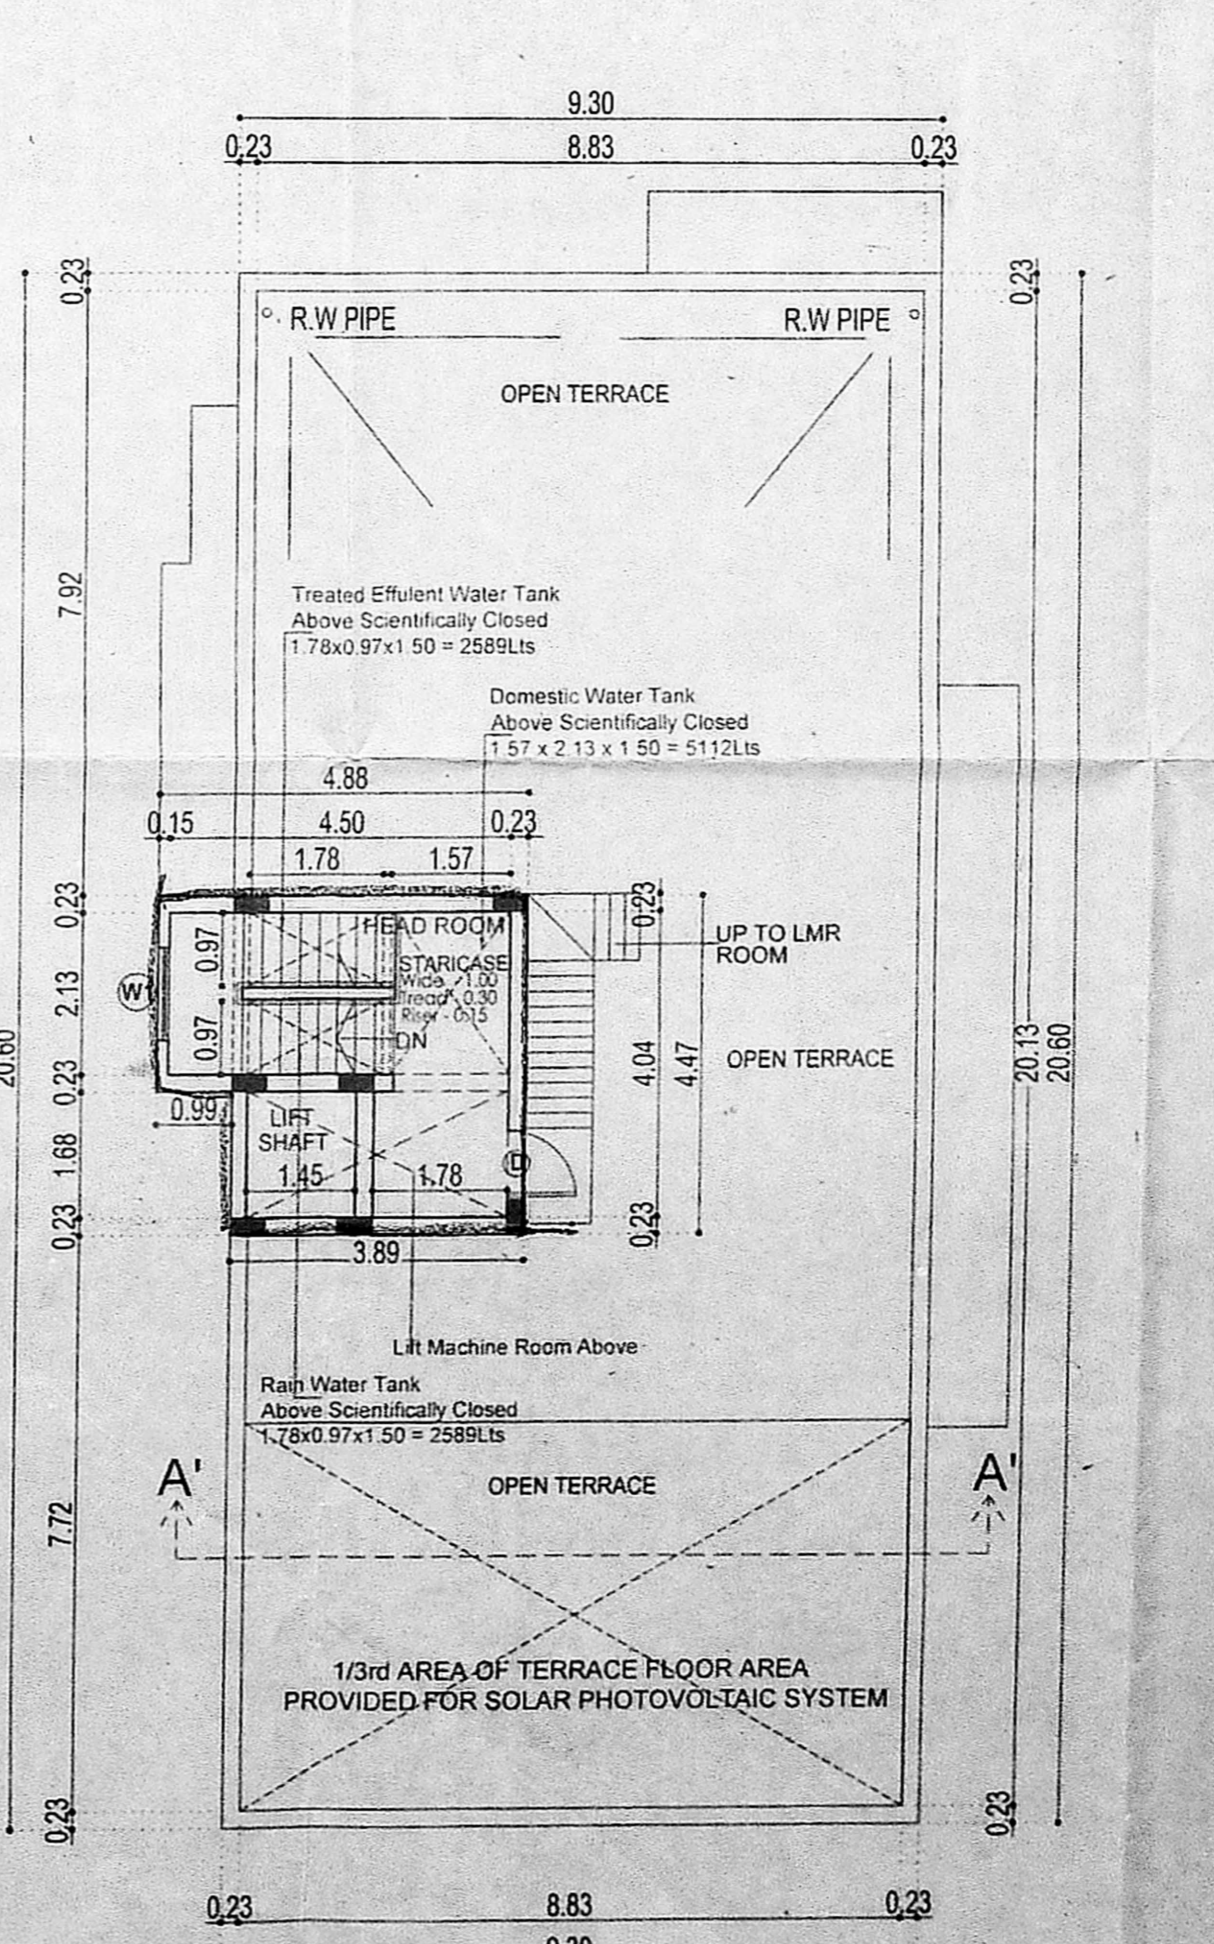 9.30
0.23 8.83 0.23
0.23
0.23
R.W PIPE
R.W PIPE
OPEN TERRACE
7.92
Treated Effulent Water Tank
Above Scientifically Closed
1.78x0.97x1.50 = 2589Lts
Domestic Water Tank
Above Scientifically Closed
1.57 x 2.13 x 1.50 = 5112Lts
4.88
0.15 4.50 0.23
1.78 1.57
0.23
0.23
HEAD ROOM
UP TO LMR
ROOM
0.97
STARICASE
Wide - 1.00
Tread - 0.30
Riser - 0.15
W
2.13
0.97
DN
OPEN TERRACE
20.60
4.04
4.47
20.13
20.60
0.23
0.99
LIFT
SHAFT
1.68
D
1.45 1.78
0.23
0.23
3.89
Lift Machine Room Above
Rain Water Tank
Above Scientifically Closed
1.78x0.97x1.50 = 2589Lts
A'
A'
OPEN TERRACE
7.72
1/3rd AREA OF TERRACE FLOOR AREA
PROVIDED FOR SOLAR PHOTOVOLTAIC SYSTEM
0.23
0.23
0.23 8.83 0.23